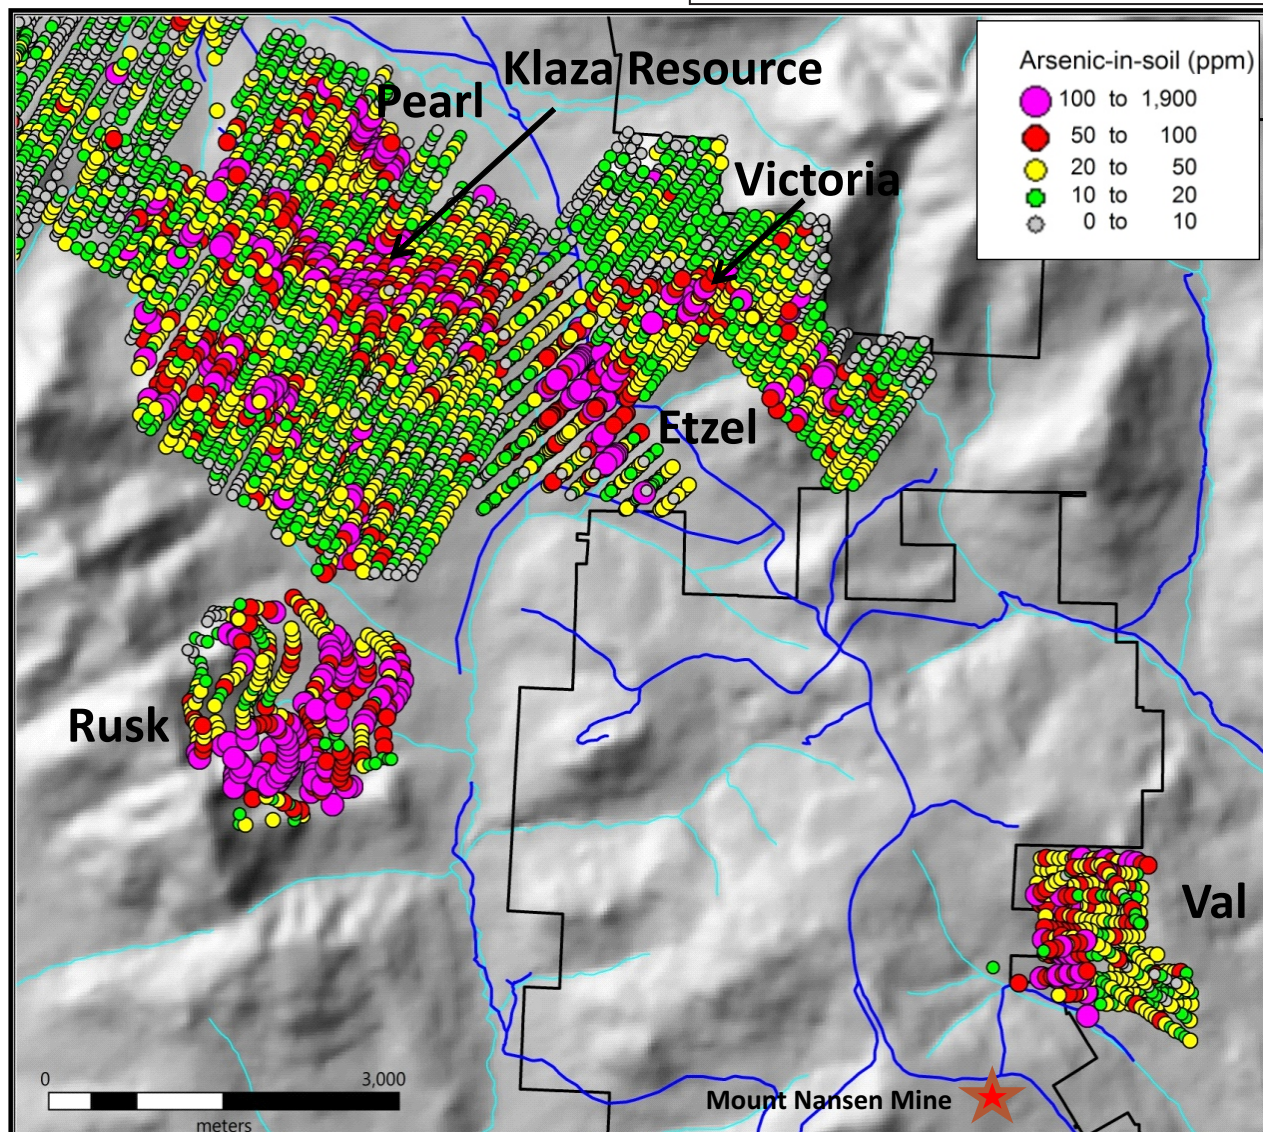 Klaza Resource
Pearl
Victoria
Etzel
Rusk
Val
Mount Nansen Mine
Arsenic-in-soil (ppm)
100 to 1,900
50 to 100
20 to 50
10 to 20
0 to 10
0 3,000
meters